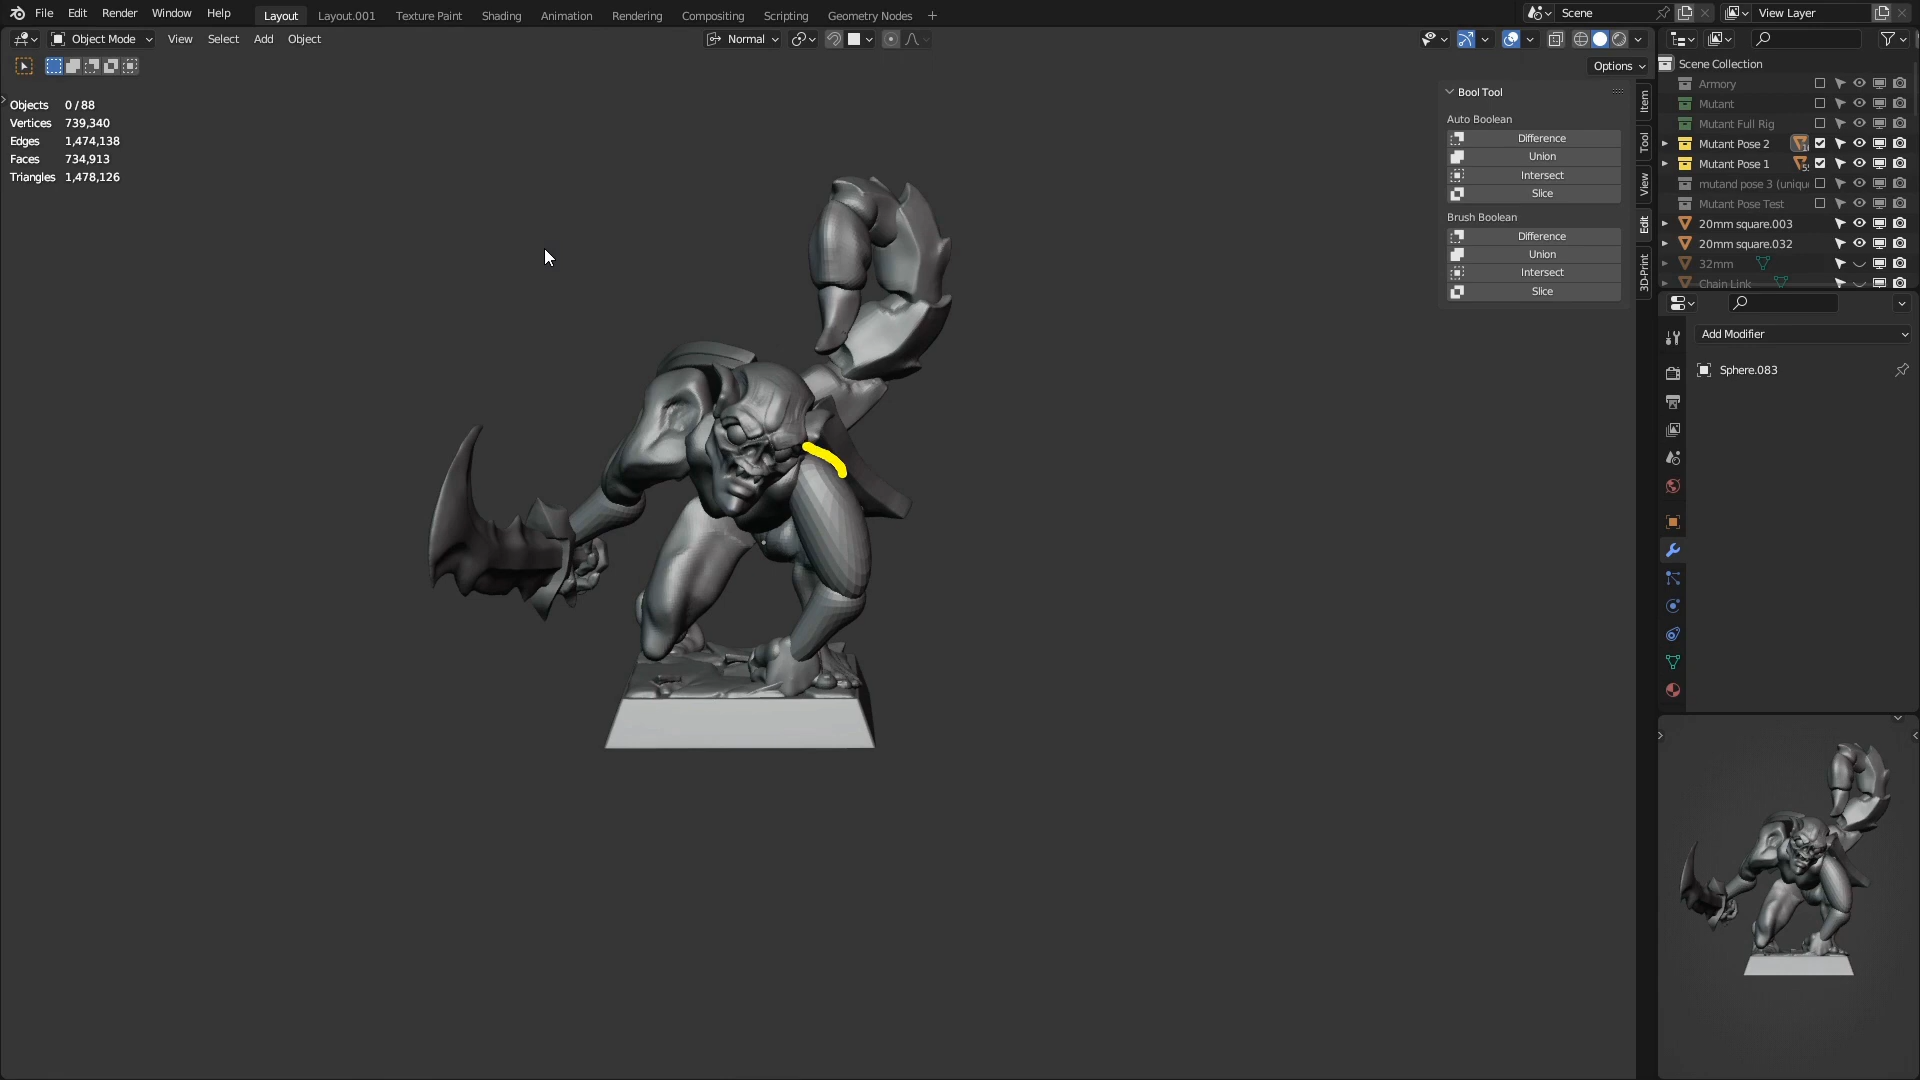 File Edit Render Window Help Layout Layout.001 Texture Paint Shading Animation Rendering Compositing Scripting Geometry Nodes + Scene View Layer
Object Mode View Select Add Object Normal
Options
Objects 0 / 88
Vertices 739,340
Edges 1,474,138
Faces 734,913
Triangles 1,478,126
Bool Tool
Auto Boolean
Difference
Union
Intersect
Slice
Brush Boolean
Difference
Union
Intersect
Slice
Item
Tool
View
Edit
3D-Print
Scene Collection
Armory
Mutant
Mutant Full Rig
Mutant Pose 2
Mutant Pose 1
mutand pose 3 (uniqu
Mutant Pose Test
20mm square.003
20mm square.032
32mm
Chain Link
Add Modifier
Sphere.083